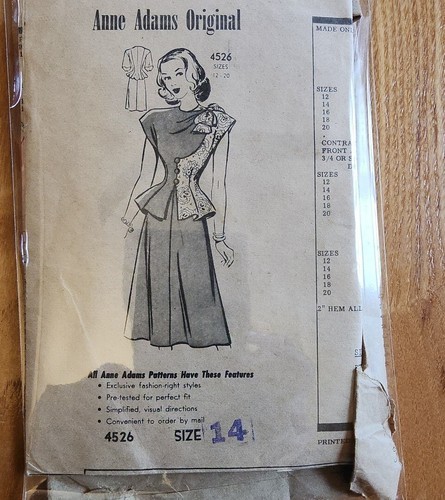 Anne Adams Original
4526
SIZES
12-20
All Anne Adams Patterns Have These Features
• Exclusive fashion-right styles
• Pre-tested for perfect fit
• Simplified, visual directions
• Convenient to order by mail
4526 SIZE 14
MADE ON
SIZES
12
14
16
18
20
CONTRA
FRONT
3/4 OR S
SIZES
12
14
16
18
20
SIZES
12
14
16
18
20
2" HEM ALL
PRINTE